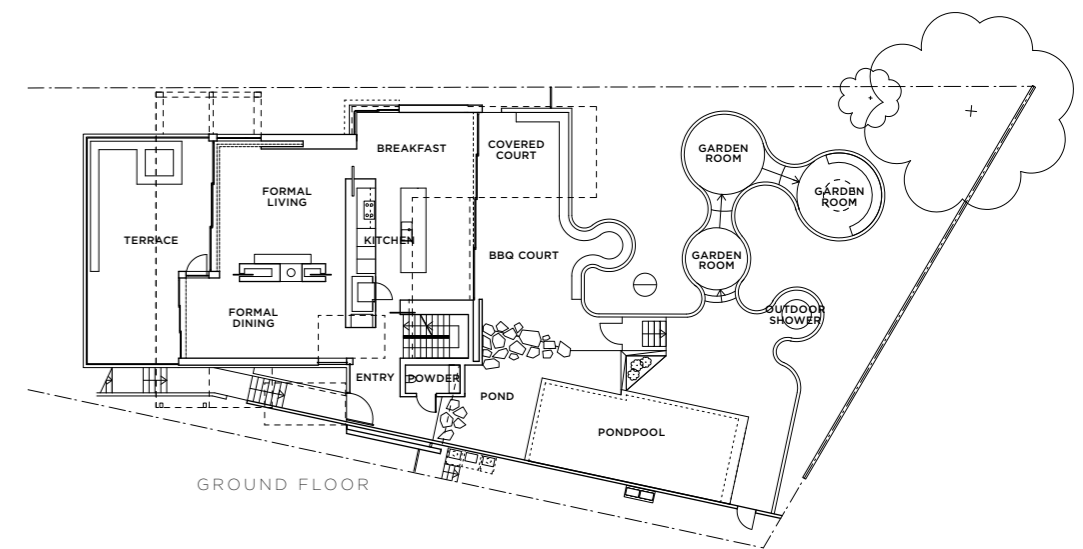 BREAKFAST
COVERED
COURT
GARDEN
ROOM
FORMAL
LIVING
GARDEN
ROOM
TERRACE
KITCHEN
BBQ COURT
GARDEN
ROOM
FORMAL
DINING
OUTDOOR
SHOWER
ENTRY
POWDER
POND
PONDPOOL
GROUND FLOOR